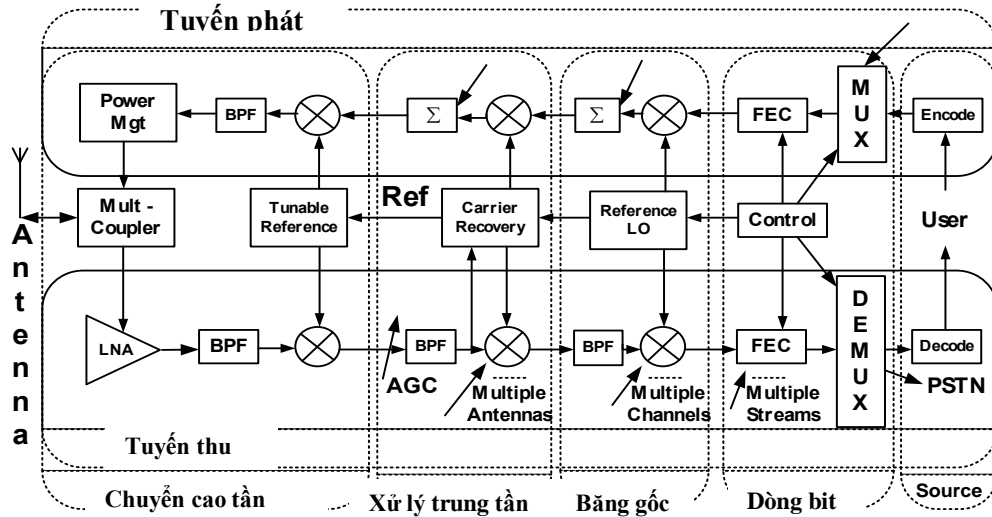 Tuyến phát
Power
Mgt
BPF
Σ
Σ
FEC
M
U
X
Encode
Mult -
Coupler
Tunable
Reference
Ref
Carrier
Recovery
Reference
LO
Control
User
Antenna
LNA
BPF
BPF
AGC
Multiple
Antennas
BPF
Multiple
Channels
FEC
Multiple
Streams
D
E
M
U
X
Decode
PSTN
Tuyến thu
Chuyển cao tần
Xử lý trung tần
Băng gốc
Dòng bit
Source